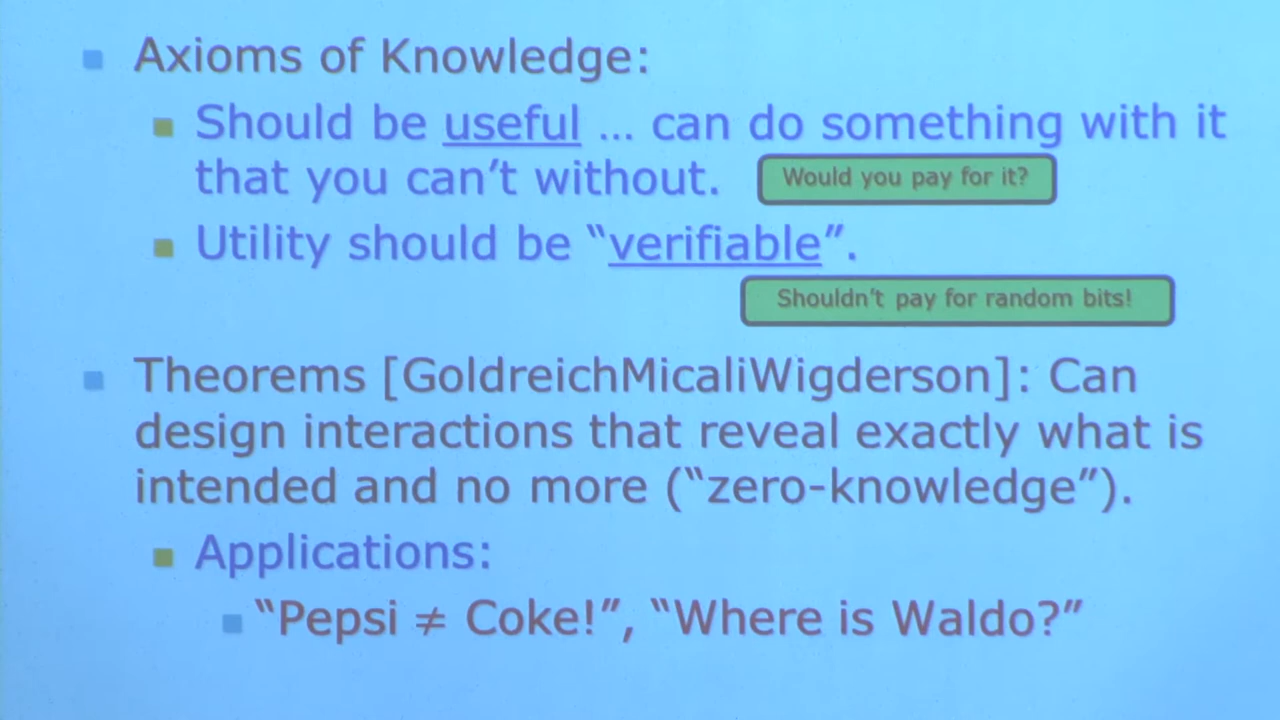 Axioms of Knowledge:
Should be useful … can do something with it
that you can’t without.
Would you pay for it?
Utility should be “verifiable”.
Shouldn’t pay for random bits!
Theorems [GoldreichMicaliWigderson]: Can
design interactions that reveal exactly what is
intended and no more (“zero-knowledge”).
Applications:
“Pepsi ≠ Coke!”, “Where is Waldo?”